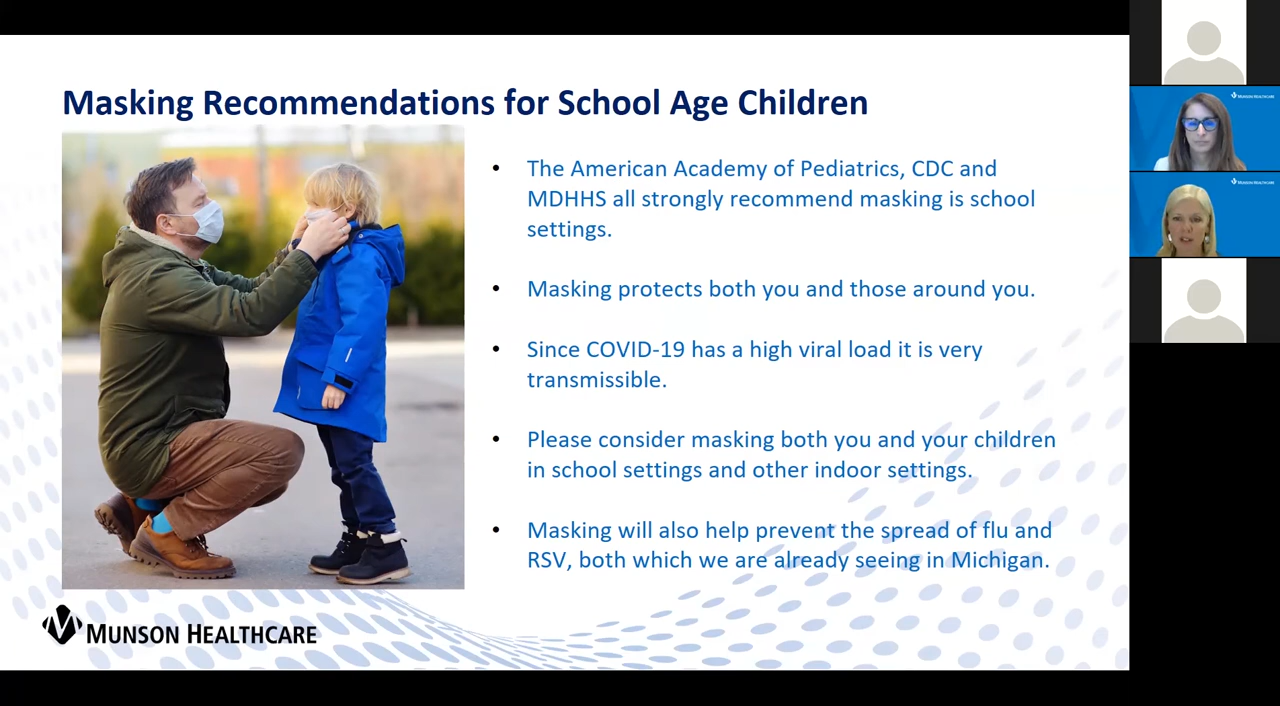 Masking Recommendations for School Age Children
• The American Academy of Pediatrics, CDC and
MDHHS all strongly recommend masking is school
settings.
• Masking protects both you and those around you.
• Since COVID-19 has a high viral load it is very
transmissible.
• Please consider masking both you and your children
in school settings and other indoor settings.
• Masking will also help prevent the spread of flu and
RSV, both which we are already seeing in Michigan.
MUNSON HEALTHCARE
MUNSON HEALTHCARE
MUNSON HEALTHCARE